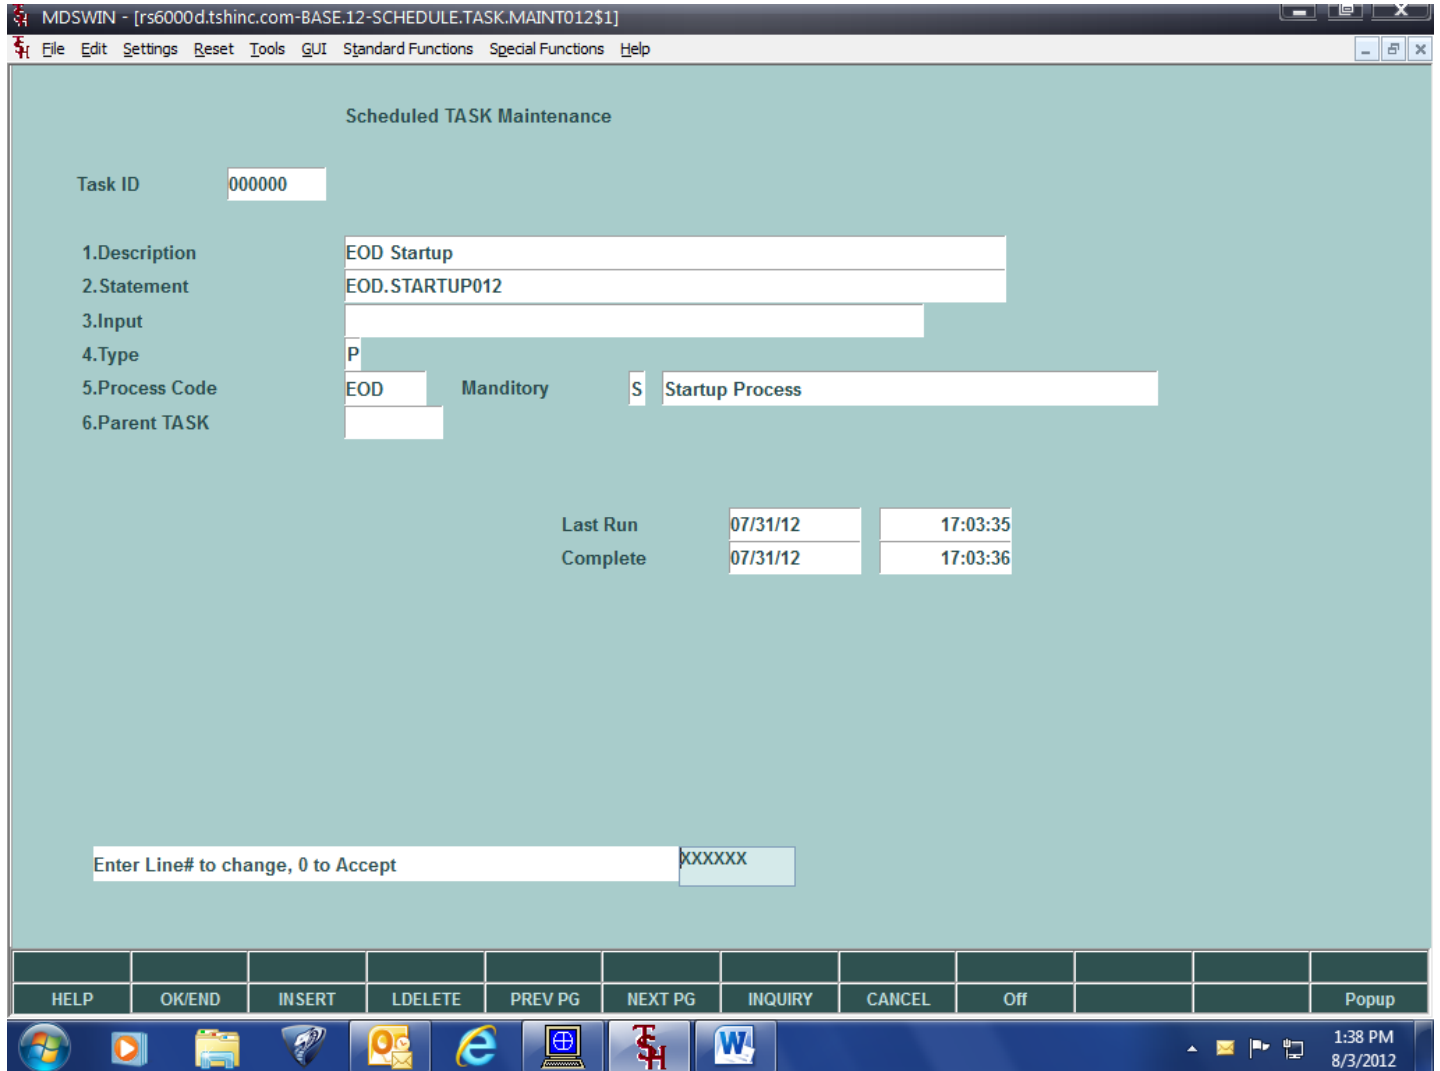 MDSWIN - [rs6000d.tshinc.com-BASE.12-SCHEDULE.TASK.MAINT012$1]
File Edit Settings Reset Tools GUI Standard Functions Special Functions Help
Scheduled TASK Maintenance
Task ID 000000
1.Description EOD Startup
2.Statement EOD.STARTUP012
3.Input
4.Type P
5.Process Code EOD Manditory S Startup Process
6.Parent TASK
Last Run 07/31/12 17:03:35
Complete 07/31/12 17:03:36
Enter Line# to change, 0 to Accept XXXXXX
HELP OK/END INSERT LDELETE PREV PG NEXT PG INQUIRY CANCEL Off Popup
1:38 PM
8/3/2012